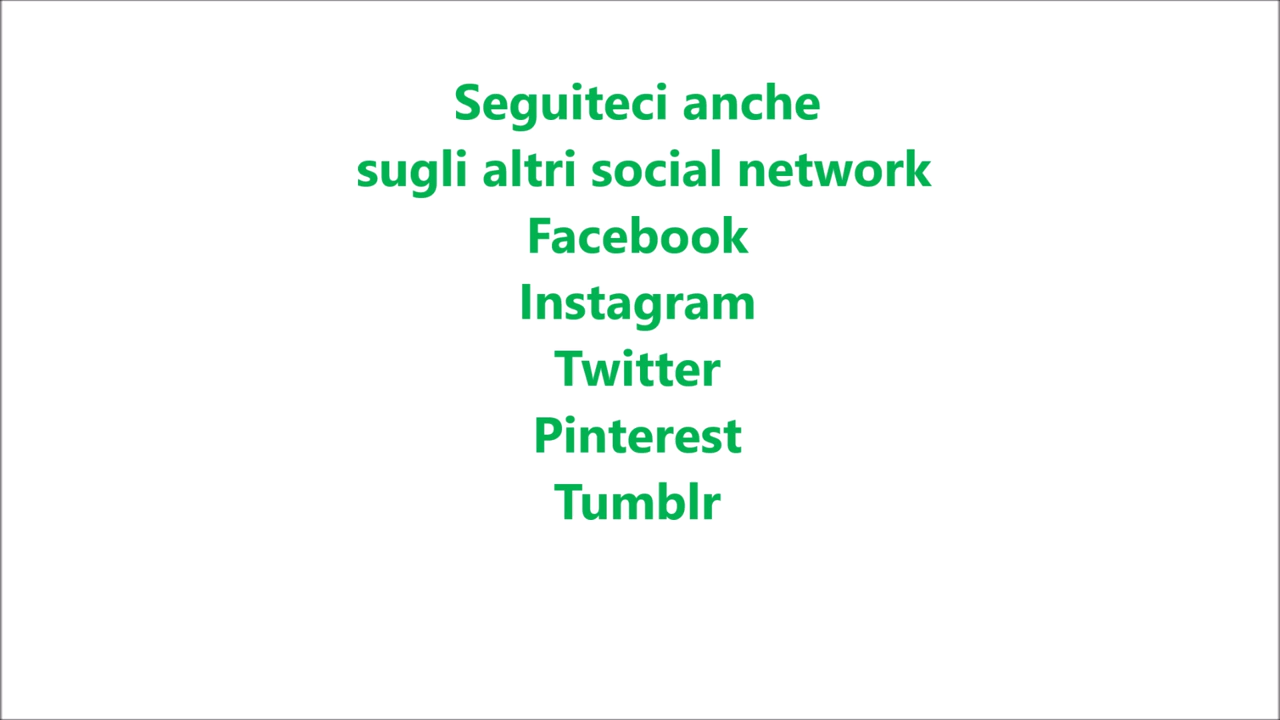 Seguiteci anche
sugli altri social network
Facebook
Instagram
Twitter
Pinterest
Tumblr